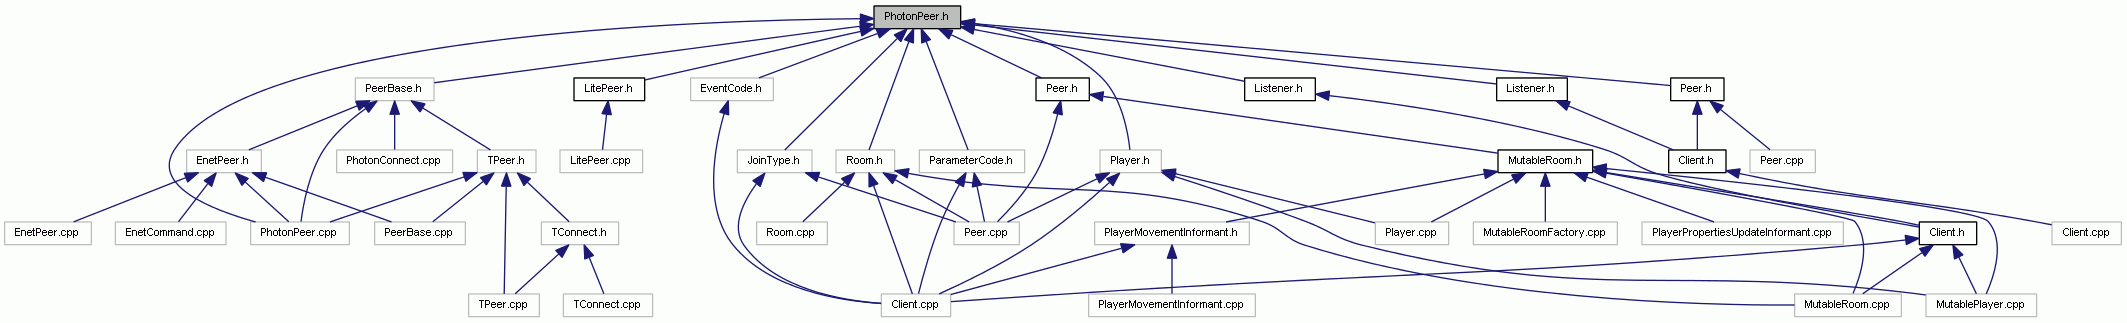 PhotonPeer.h
PeerBase.h
LitePeer.h
EventCode.h
Peer.h
Listener.h
Listener.h
Peer.h
EnetPeer.h
PhotonConnect.cpp
TPeer.h
LitePeer.cpp
JoinType.h
Room.h
ParameterCode.h
Player.h
MutableRoom.h
Client.h
Peer.cpp
EnetPeer.cpp
EnetCommand.cpp
PhotonPeer.cpp
PeerBase.cpp
TConnect.h
Room.cpp
Peer.cpp
PlayerMovementInformant.h
Player.cpp
MutableRoomFactory.cpp
PlayerPropertiesUpdateInformant.cpp
Client.h
Client.cpp
TPeer.cpp
TConnect.cpp
Client.cpp
PlayerMovementInformant.cpp
MutableRoom.cpp
MutablePlayer.cpp